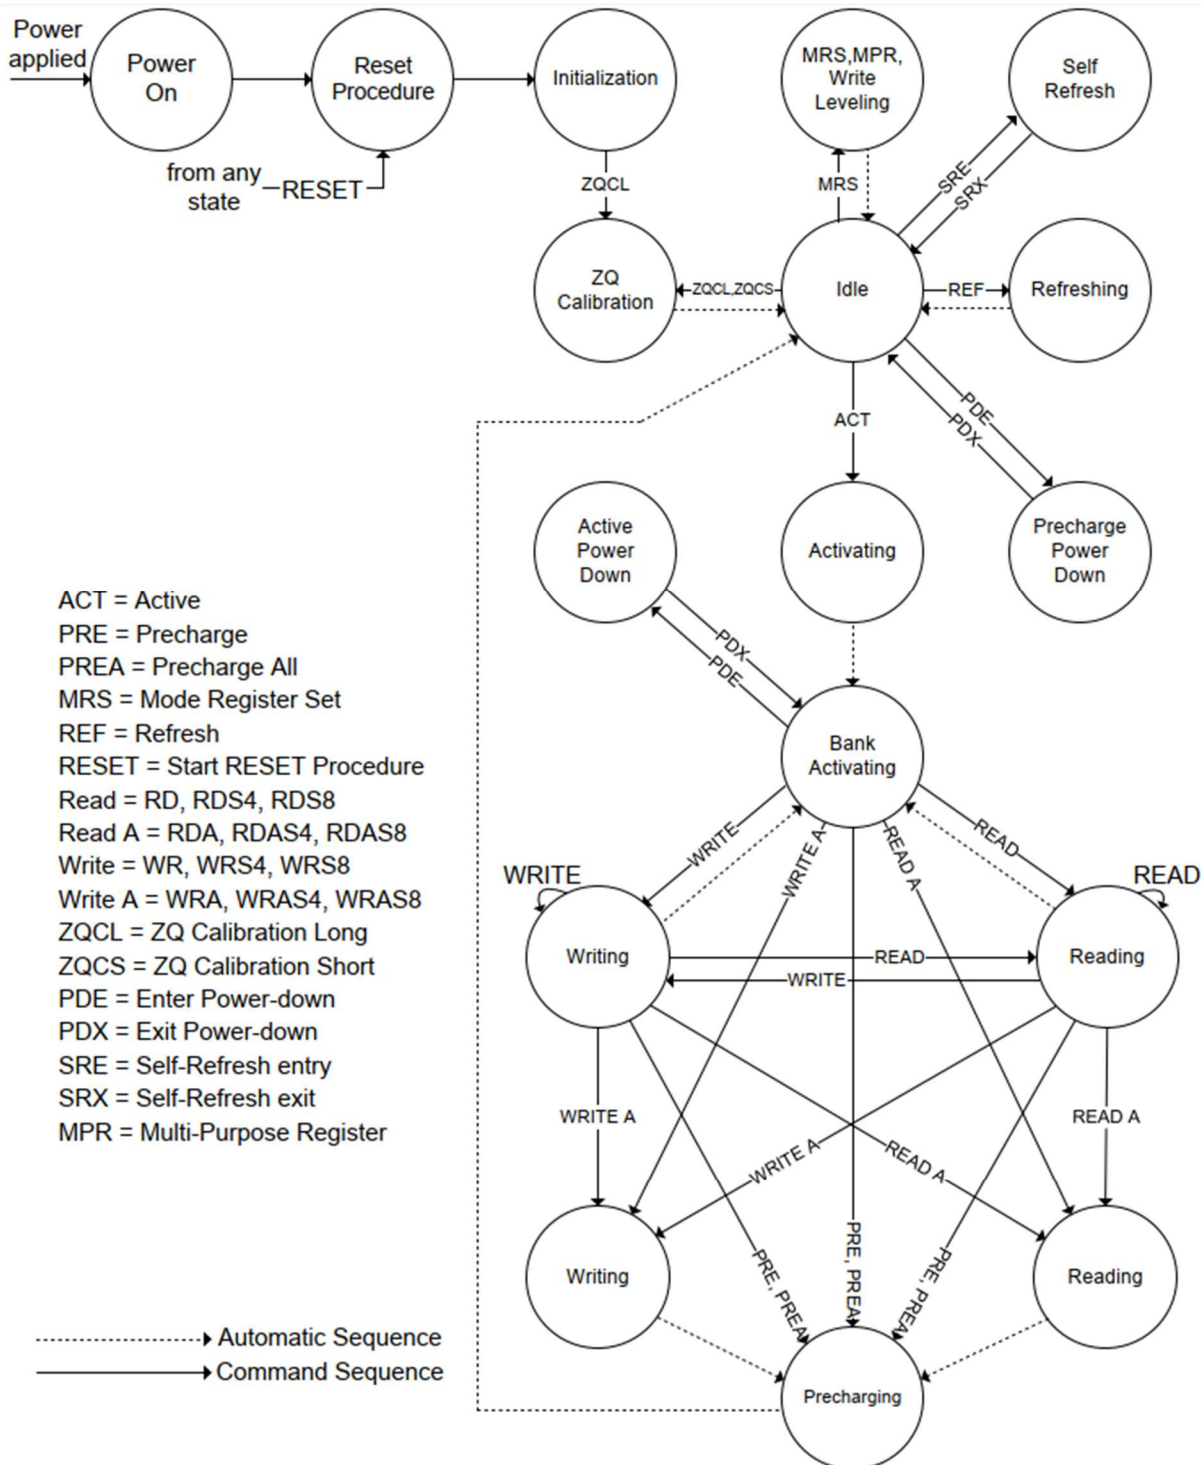 Power
applied
Power
On
Reset
Procedure
Initialization
MRS,MPR,
Write
Leveling
Self
Refresh
from any
state
RESET
ZQCL
MRS
SRE
SRX
ZQ
Calibration
ZQCL,ZQCS
Idle
REF
Refreshing
ACT
PDE
PDX
Active
Power
Down
Activating
Precharge
Power
Down
PDX
PDE
ACT = Active
PRE = Precharge
PREA = Precharge All
MRS = Mode Register Set
REF = Refresh
RESET = Start RESET Procedure
Read = RD, RDS4, RDS8
Read A = RDA, RDAS4, RDAS8
Write = WR, WRS4, WRS8
Write A = WRA, WRAS4, WRAS8
ZQCL = ZQ Calibration Long
ZQCS = ZQ Calibration Short
PDE = Enter Power-down
PDX = Exit Power-down
SRE = Self-Refresh entry
SRX = Self-Refresh exit
MPR = Multi-Purpose Register
Bank
Activating
WRITE
WRITE A
READ A
READ
WRITE
READ
Writing
READ
WRITE
Reading
WRITE A
WRITE A
READ A
READ A
Writing
PRE, PREA
PRE, PREA
PRE, PREA
Reading
Automatic Sequence
Command Sequence
Precharging